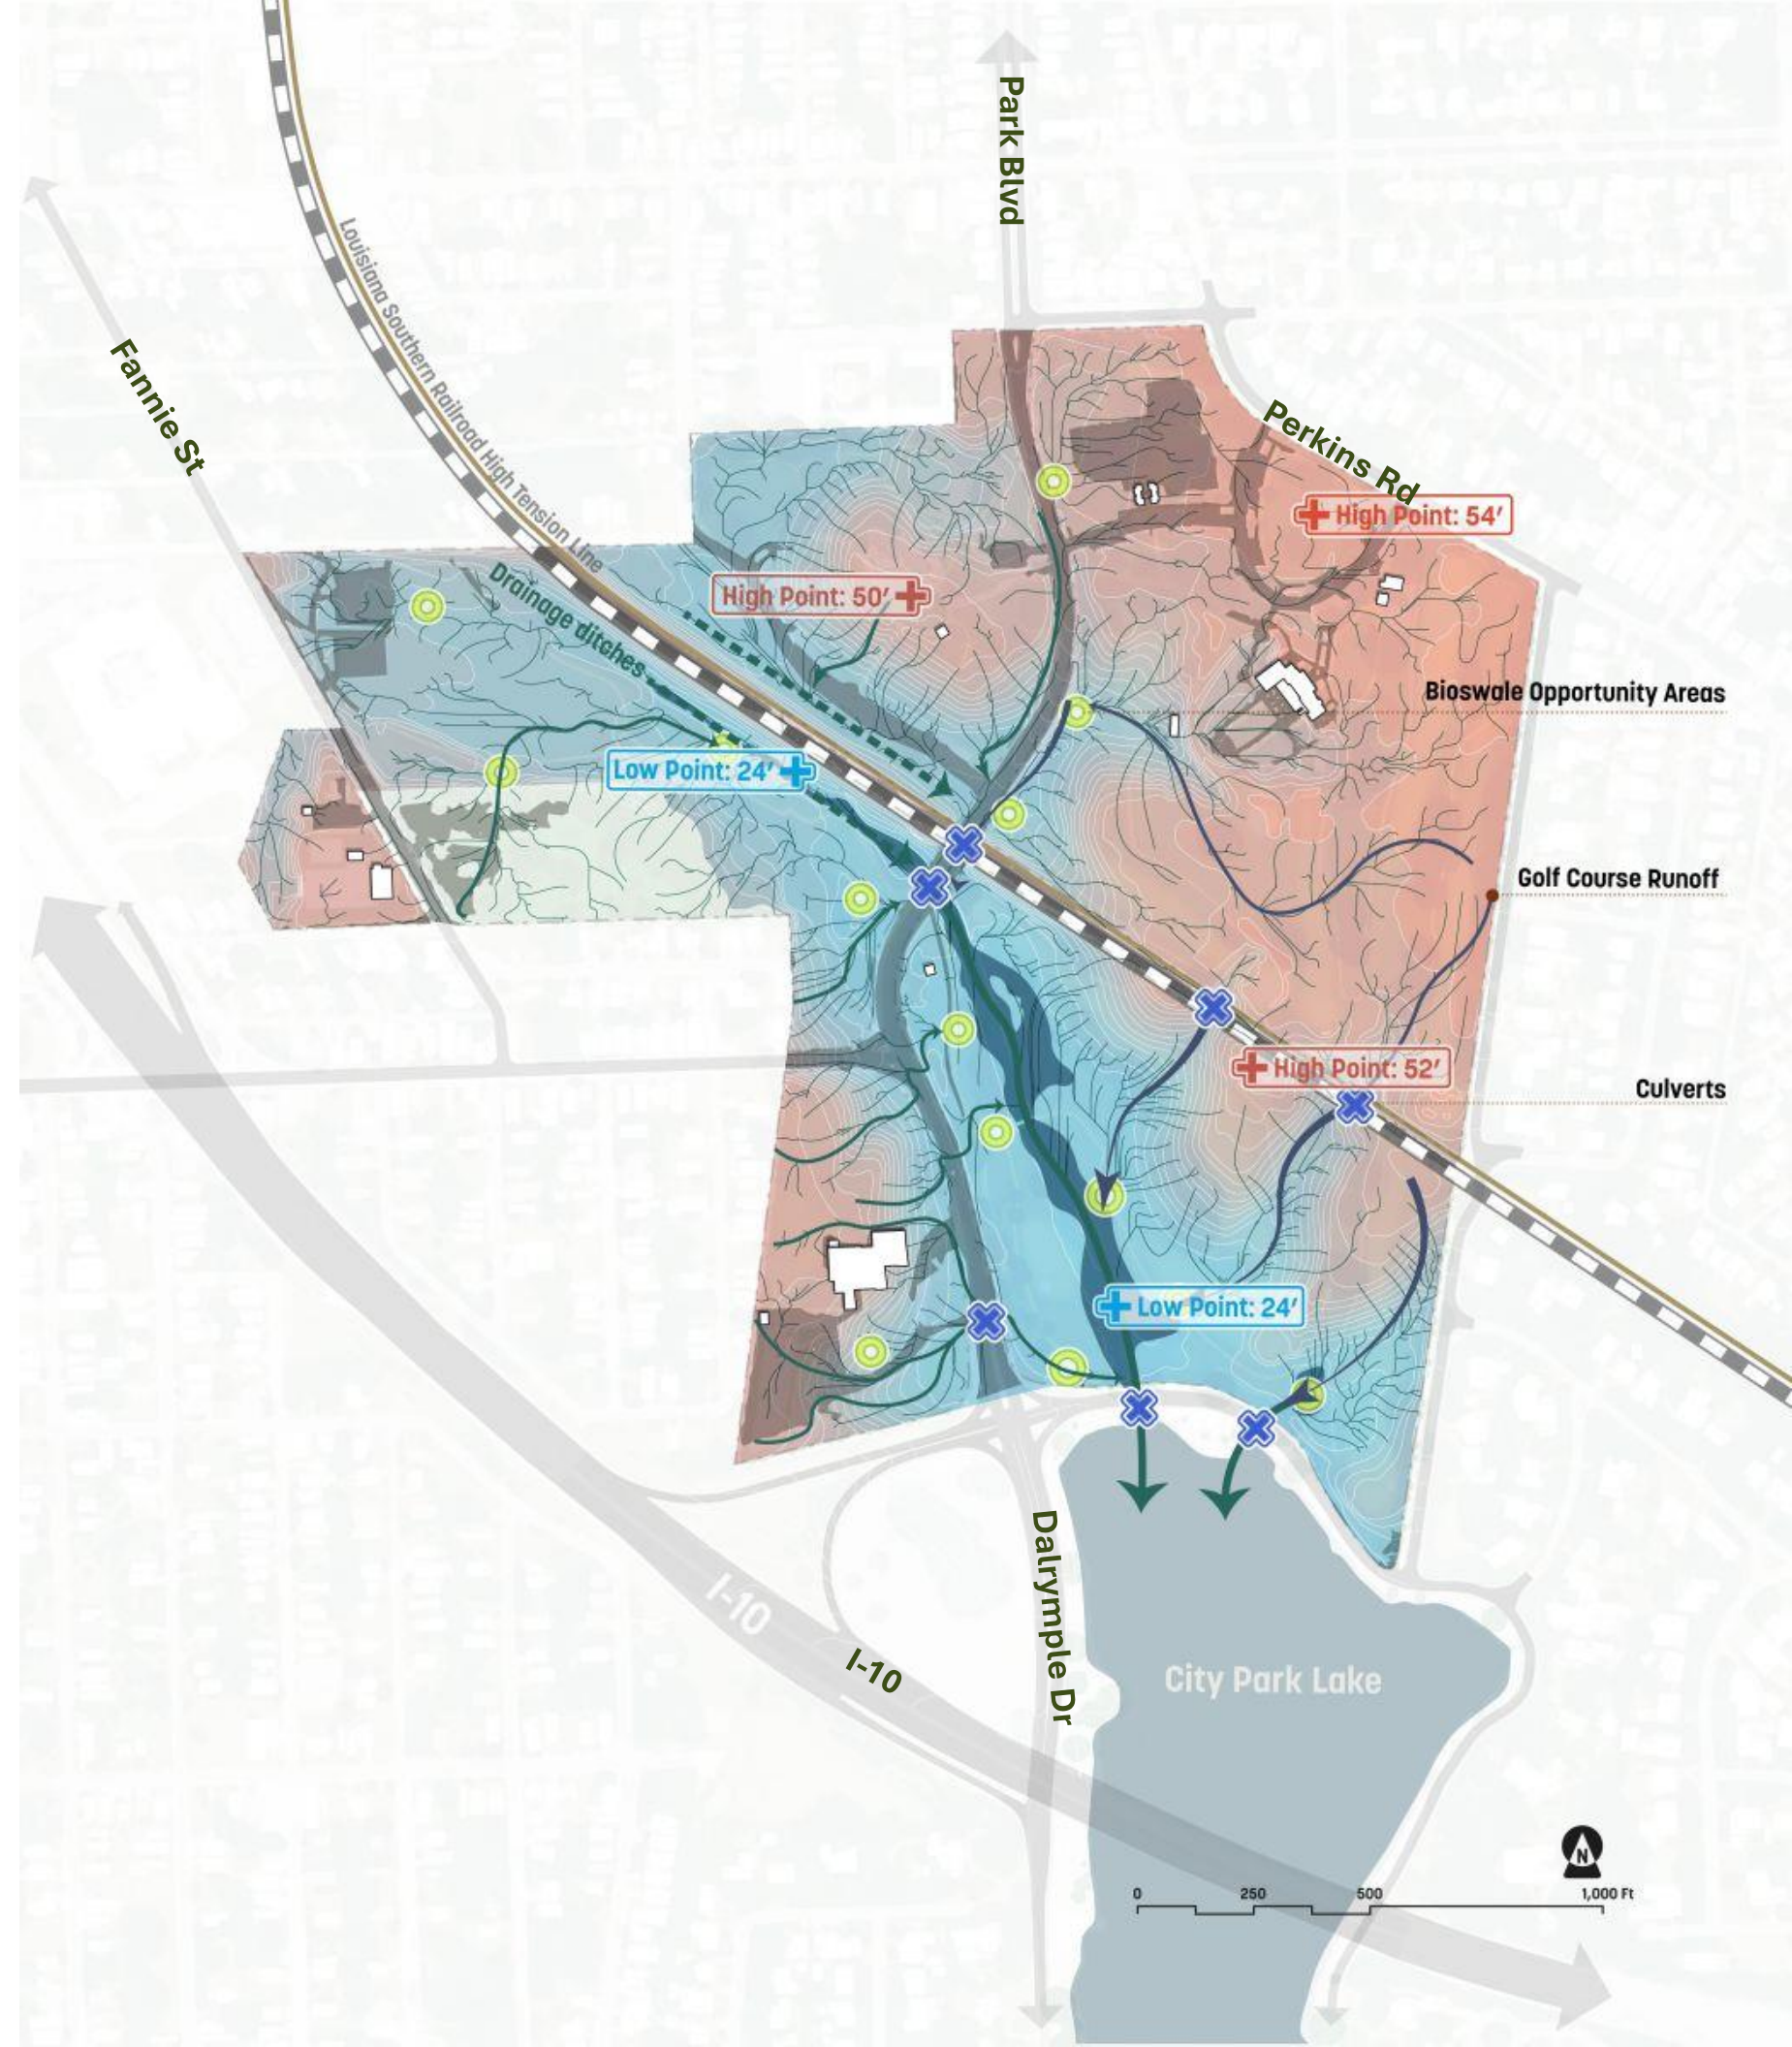 Park Blvd
Louisiana Southern Railroad High Tension Line
Fannie St
Perkins Rd
High Point: 54′
Drainage ditches
High Point: 50′
Bioswale Opportunity Areas
Low Point: 24′
Golf Course Runoff
High Point: 52′
Culverts
Low Point: 24′
Dalrymple Dr
I-10
I-10
City Park Lake
N
0 250 500 1,000 Ft